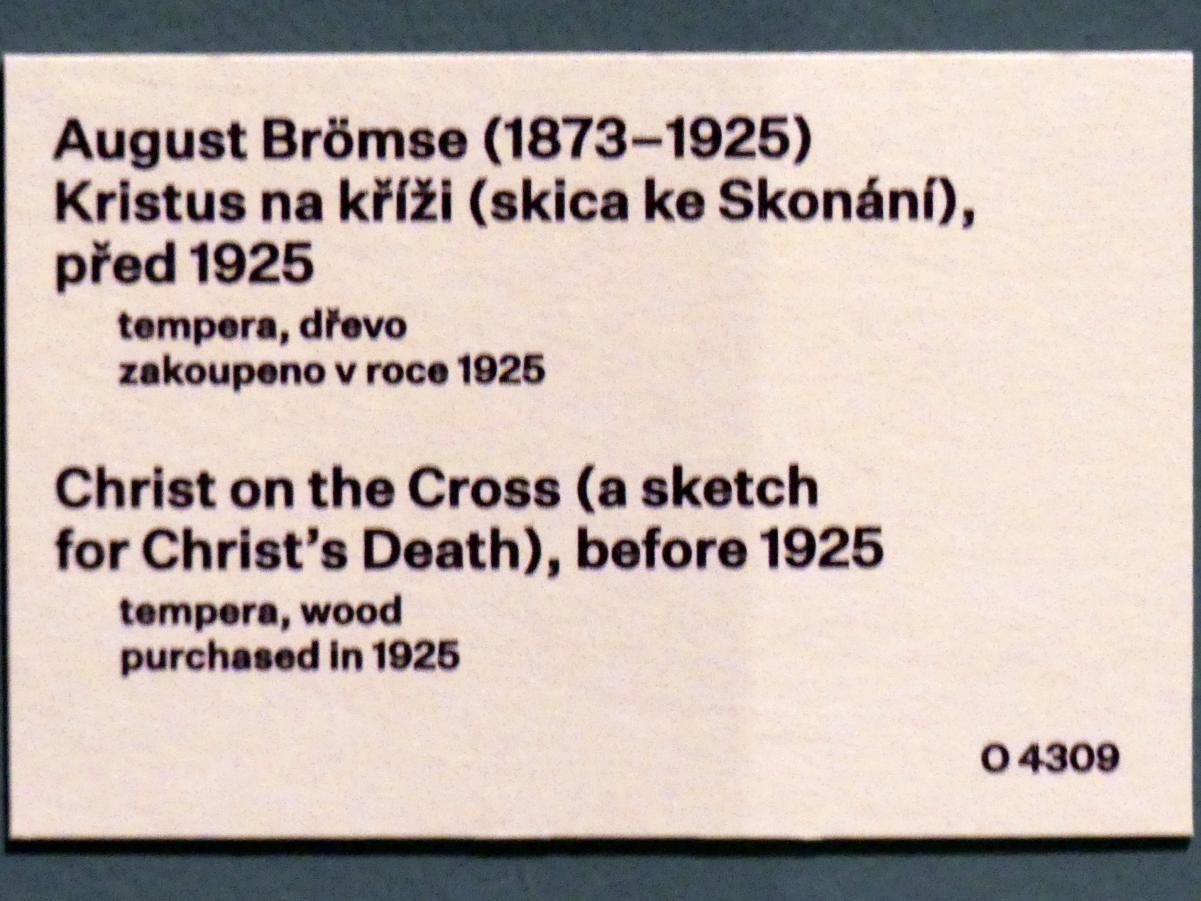 August Brömse (1873–1925)
Kristus na kříži (skica ke Skonání),
před 1925
tempera, dřevo
zakoupeno v roce 1925
Christ on the Cross (a sketch
for Christ’s Death), before 1925
tempera, wood
purchased in 1925
O 4309